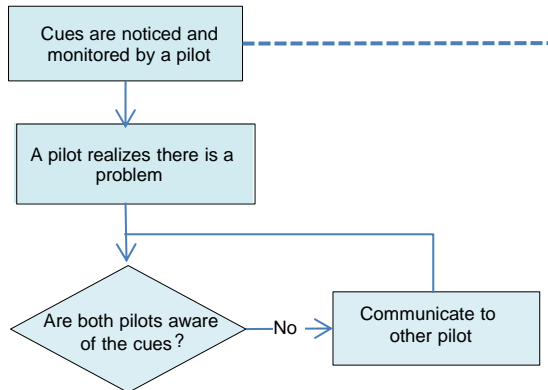 Cues are noticed and
monitored by a pilot
A pilot realizes there is a
problem
Are both pilots aware
of the cues?
No
Communicate to
other pilot